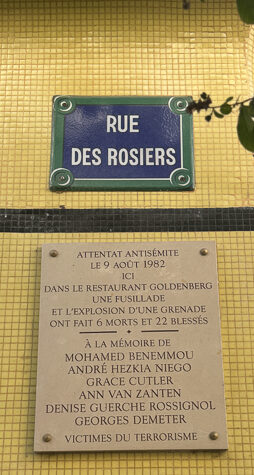 RUE
DES ROSIERS
ATTENTAT ANTISÉMITE
LE 9 AOÛT 1982
ICI
DANS LE RESTAURANT GOLDENBERG
UNE FUSILLADE
ET L'EXPLOSION D'UNE GRENADE
ONT FAIT 6 MORTS ET 22 BLESSÉS
À LA MÉMOIRE DE
MOHAMED BENEMMOU
ANDRÉ HEZKIA NIEGO
GRACE CUTLER
ANN VAN ZANTEN
DENISE GUERCHE ROSSIGNOL
GEORGES DEMETER
VICTIMES DU TERRORISME